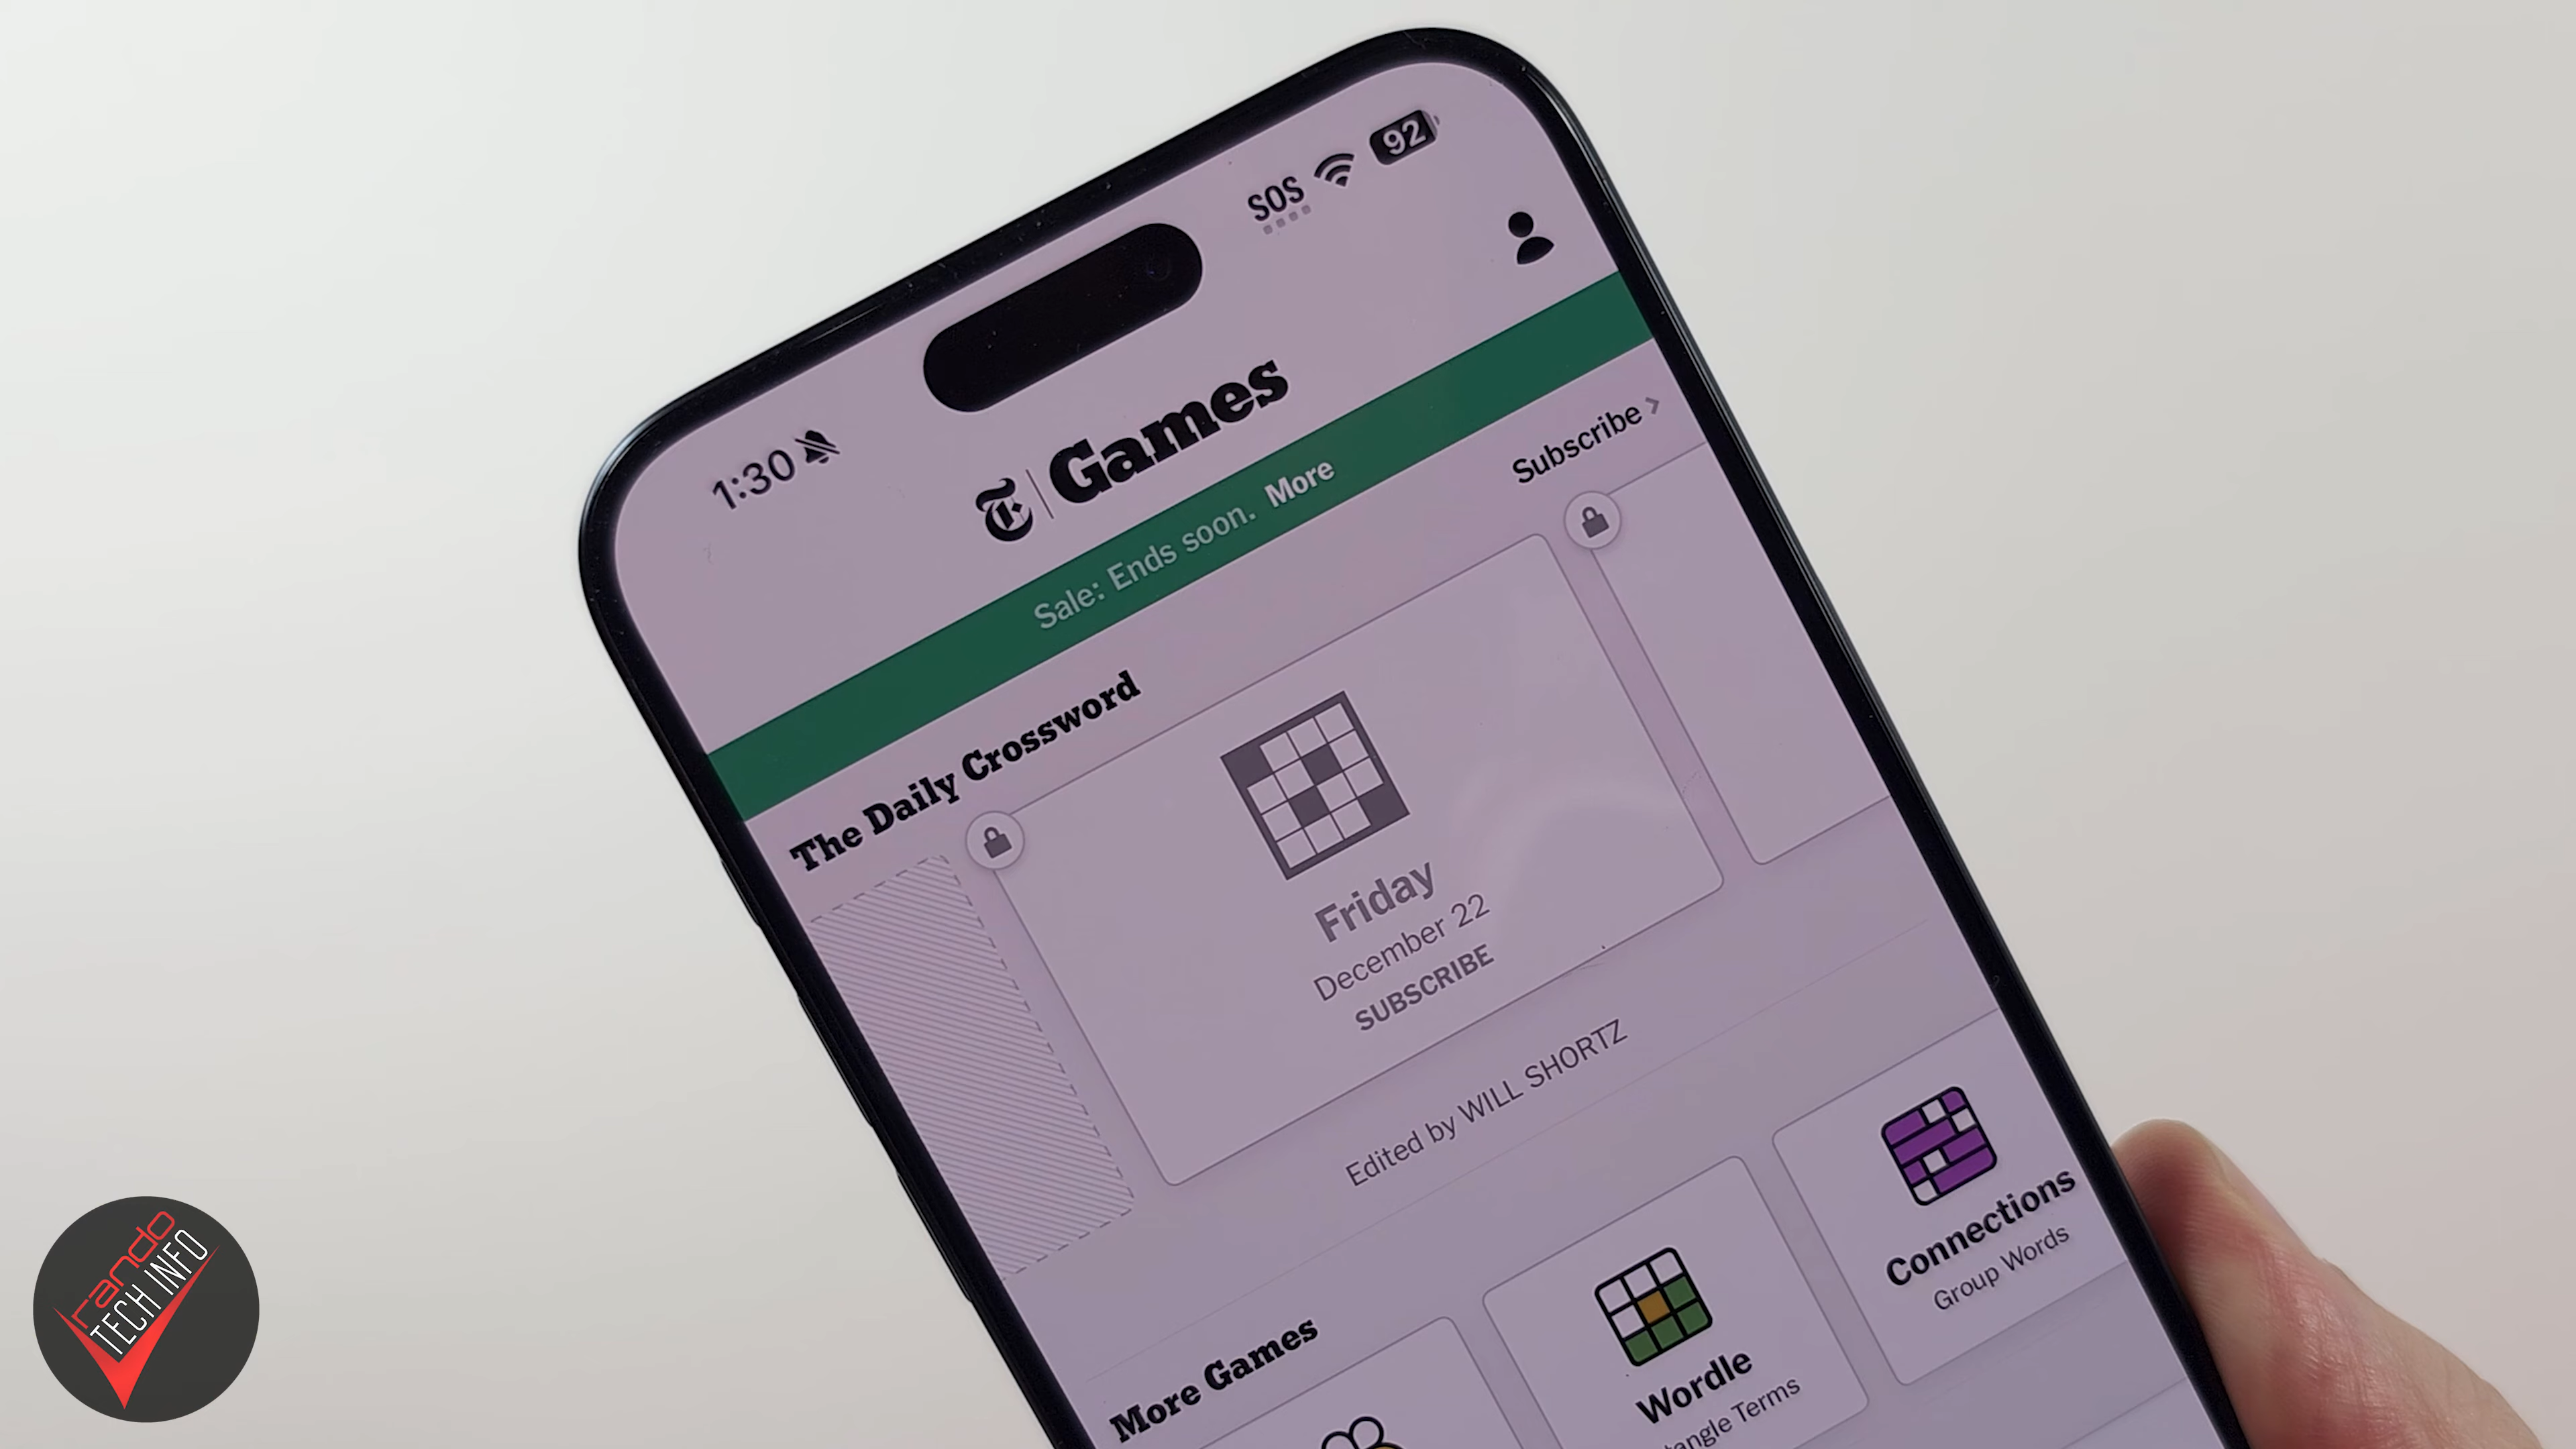 1:30
SOS
92
T | Games
Sale: Ends soon. More
Subscribe >
The Daily Crossword
Friday
December 22
SUBSCRIBE
Edited by WILL SHORTZ
More Games
Wordle
Terms
Connections
Group Words
rando
TECH INFO